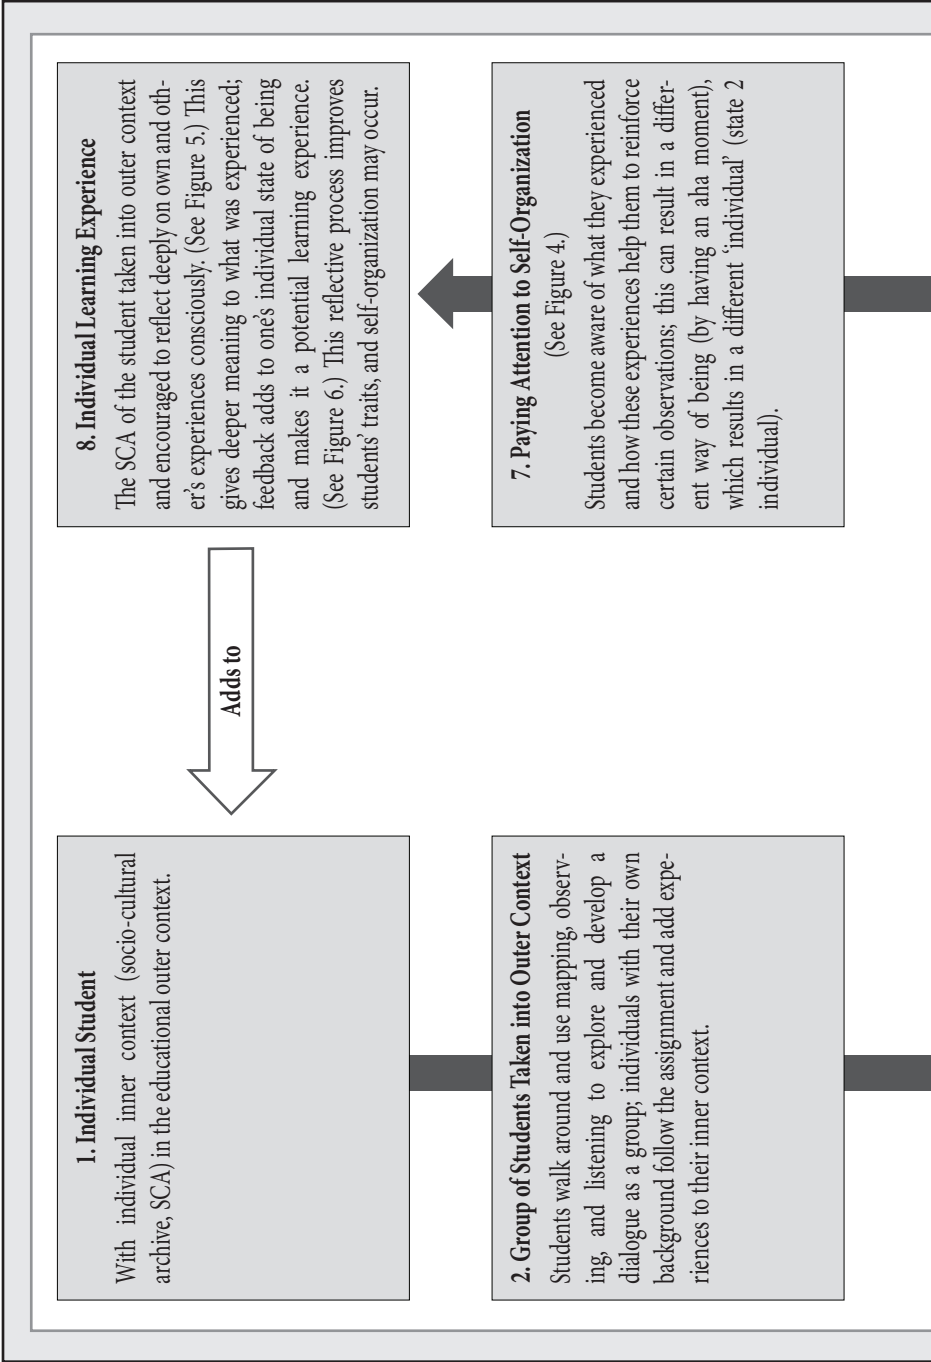 1. Individual Student
With individual inner context (socio-cultural
archive, SCA) in the educational outer context.
2. Group of Students Taken into Outer Context
Students walk around and use mapping, observ-
ing, and listening to explore and develop a
dialogue as a group; individuals with their own
background follow the assignment and add expe-
riences to their inner context.
Adds to
8. Individual Learning Experience
The SCA of the student taken into outer context
and encouraged to reflect deeply on own and oth-
er's experiences consciously. (See Figure 5.) This
gives deeper meaning to what was experienced;
feedback adds to one's individual state of being
and makes it a potential learning experience.
(See Figure 6.) This reflective process improves
students' traits, and self-organization may occur.
7. Paying Attention to Self-Organization
(See Figure 4.)
Students become aware of what they experienced
and how these experiences help them to reinforce
certain observations; this can result in a differ-
ent way of being (by having an aha moment),
which results in a different ‘individual’ (state 2
individual).